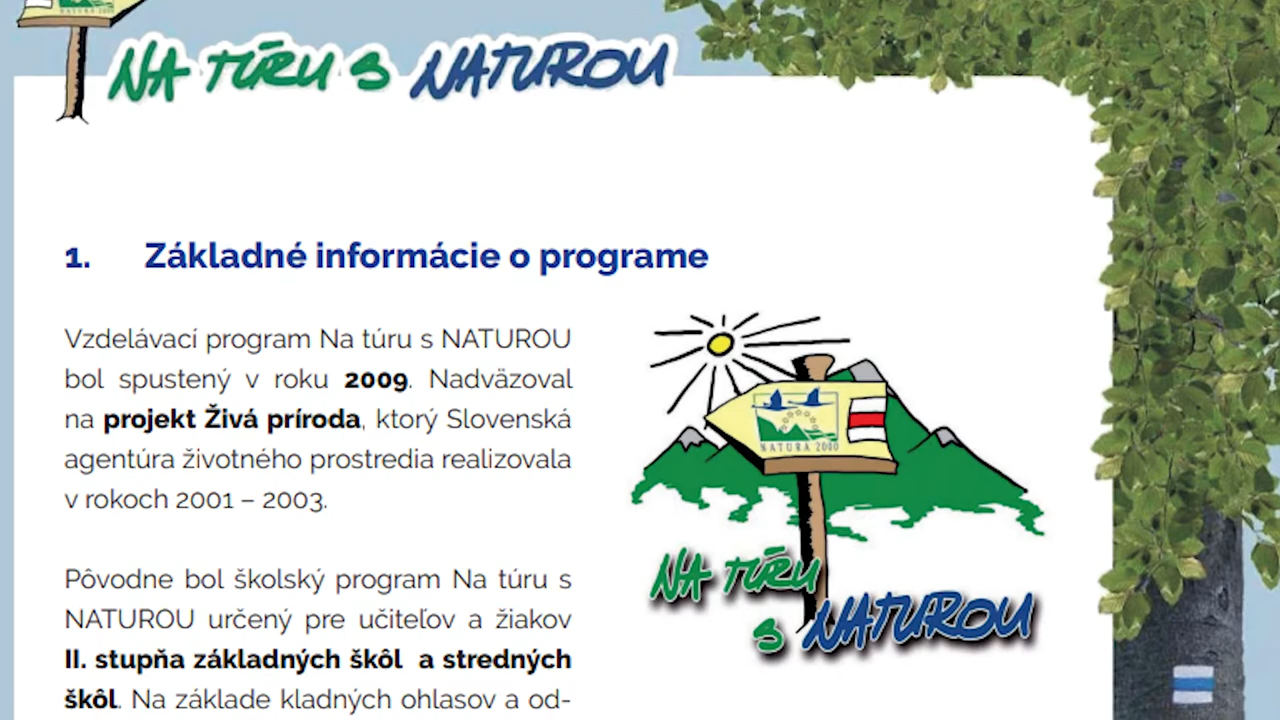 NA TÚRU S NATUROU
1. Základné informácie o programe
Vzdelávací program Na túru s NATUROU
bol spustený v roku 2009. Nadväzoval
na projekt Živá príroda, ktorý Slovenská
agentúra životného prostredia realizovala
v rokoch 2001 – 2003.
Pôvodne bol školský program Na túru s
NATUROU určený pre učiteľov a žiakov
II. stupňa základných škôl a stredných
škôl. Na základe kladných ohlasov a od-
NATURA 2000
NA TÚRU
S NATUROU